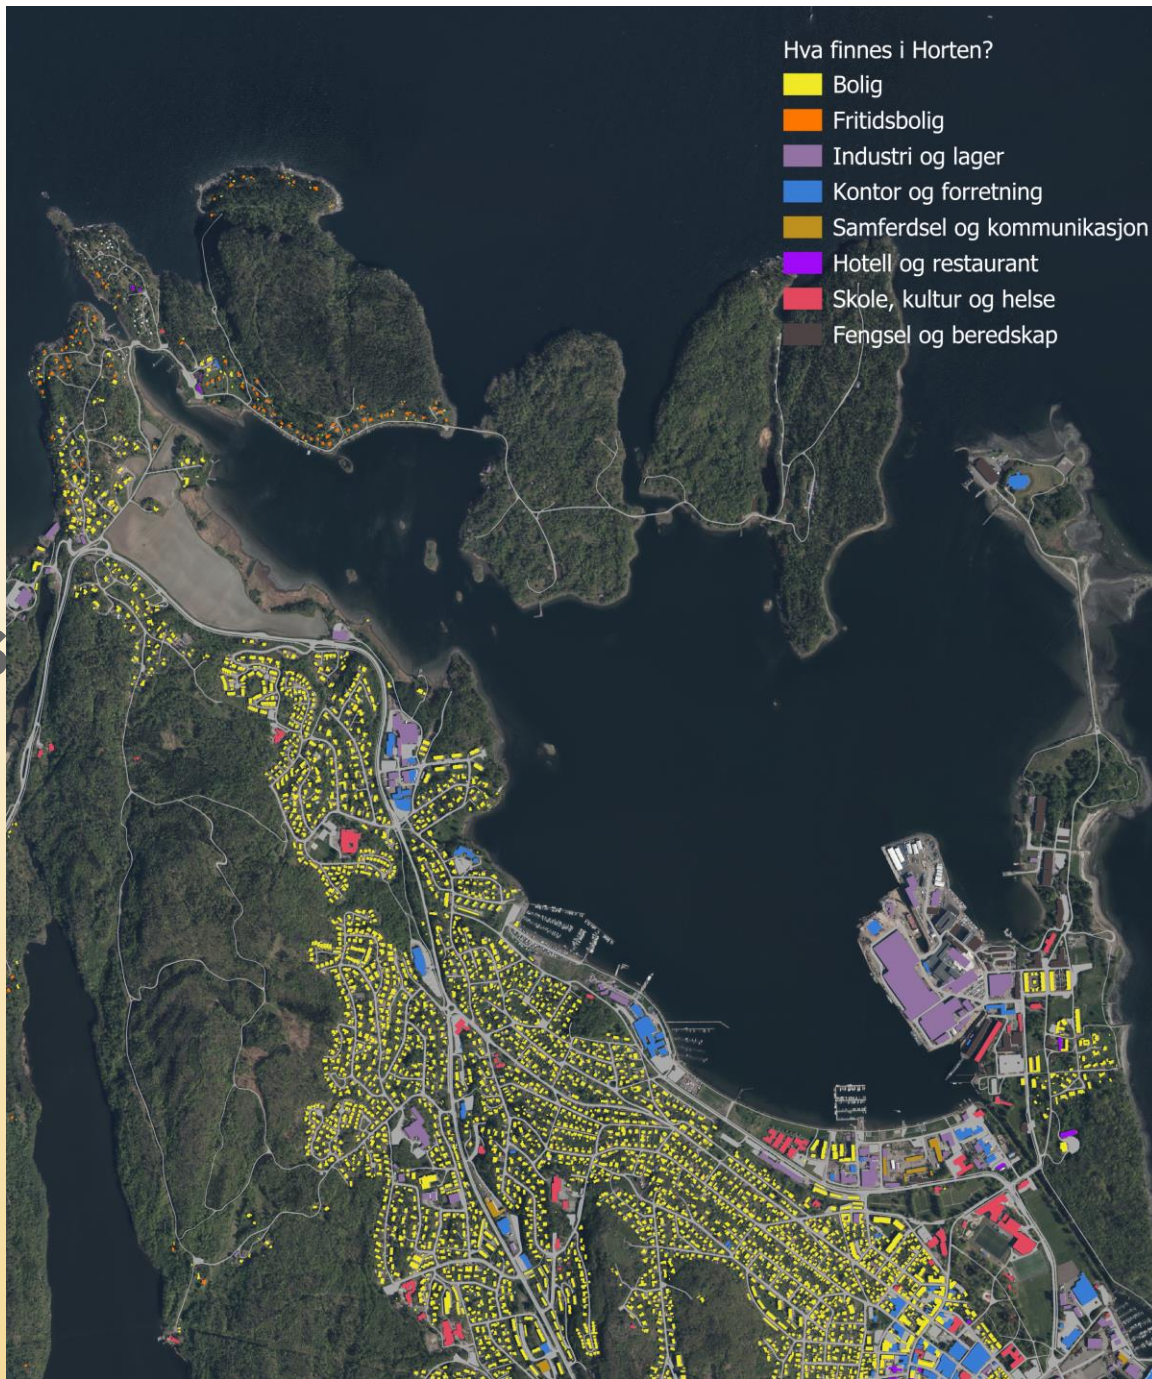 Hva finnes i Horten?
Bolig
Fritidsbolig
Industri og lager
Kontor og forretning
Samferdsel og kommunikasjon
Hotell og restaurant
Skole, kultur og helse
Fengsel og beredskap